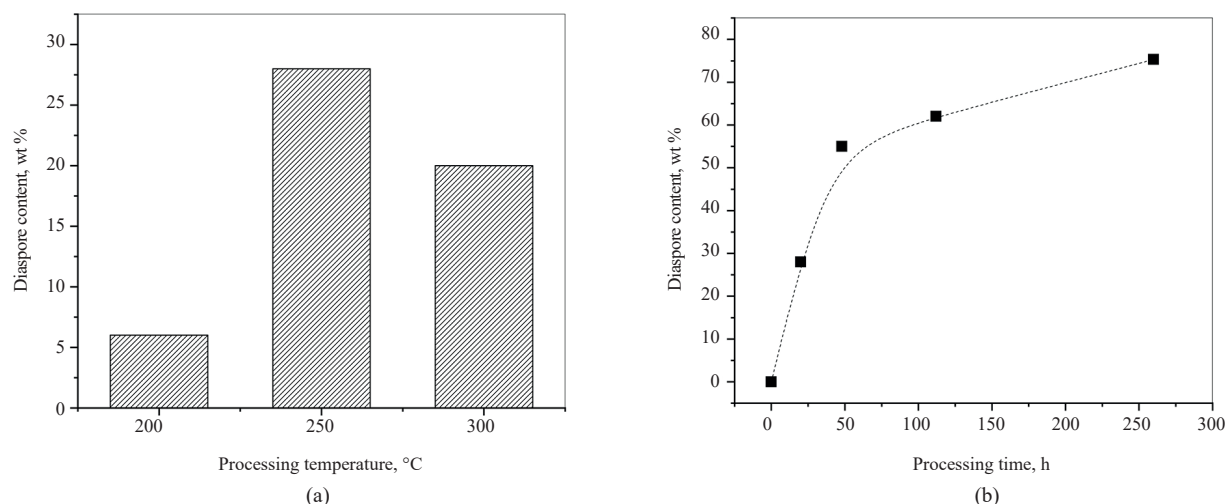 Diaspore content, wt %
30
25
20
15
10
5
0
200 250 300
Processing temperature, °C
(a)
Diaspore content, wt %
80
70
60
50
40
30
20
10
0
0 50 100 150 200 250 300
Processing time, h
(b)